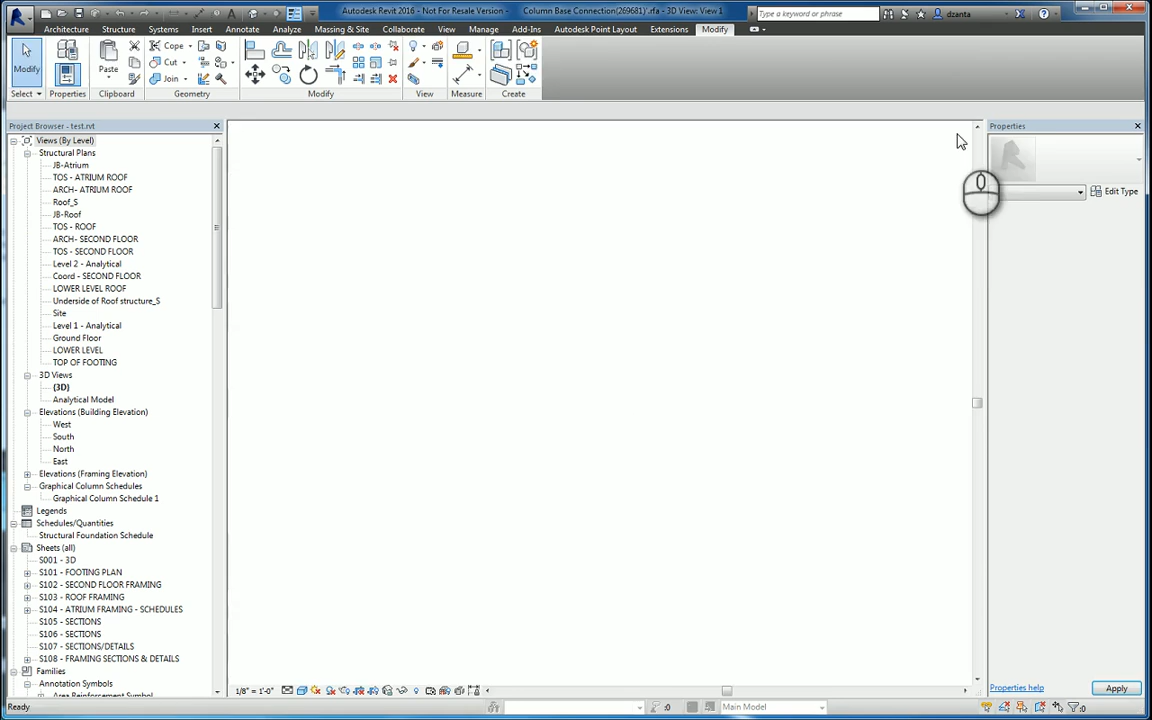 Autodesk Revit 2016 - Not For Resale Version - Column Base Connection(269681)'.rfa - 3D View: View 1
Type a keyword or phrase
dzanta
Architecture Structure Systems Insert Annotate Analyze Massing & Site Collaborate View Manage Add-Ins Autodesk Point Layout Extensions Modify
Modify Paste Cope Cut Join
Select Properties Clipboard Geometry Modify View Measure Create
Project Browser - test.rvt
Views (By Level)
Structural Plans
JB-Atrium
TOS - ATRIUM ROOF
ARCH- ATRIUM ROOF
Roof_S
JB-Roof
TOS - ROOF
ARCH- SECOND FLOOR
TOS - SECOND FLOOR
Level 2 - Analytical
Coord - SECOND FLOOR
LOWER LEVEL ROOF
Underside of Roof structure_S
Site
Level 1 - Analytical
Ground Floor
LOWER LEVEL
TOP OF FOOTING
3D Views
{3D}
Analytical Model
Elevations (Building Elevation)
West
South
North
East
Elevations (Framing Elevation)
Graphical Column Schedules
Graphical Column Schedule 1
Legends
Schedules/Quantities
Structural Foundation Schedule
Sheets (all)
S001 - 3D
S101 - FOOTING PLAN
S102 - SECOND FLOOR FRAMING
S103 - ROOF FRAMING
S104 - ATRIUM FRAMING - SCHEDULES
S105 - SECTIONS
S106 - SECTIONS
S107 - SECTIONS/DETAILS
S108 - FRAMING SECTIONS & DETAILS
Families
Annotation Symbols
Area Reinforcement Symbol
Properties
Edit Type
Properties help
Apply
1/8" = 1'-0"
Ready
:0
Main Model
:0